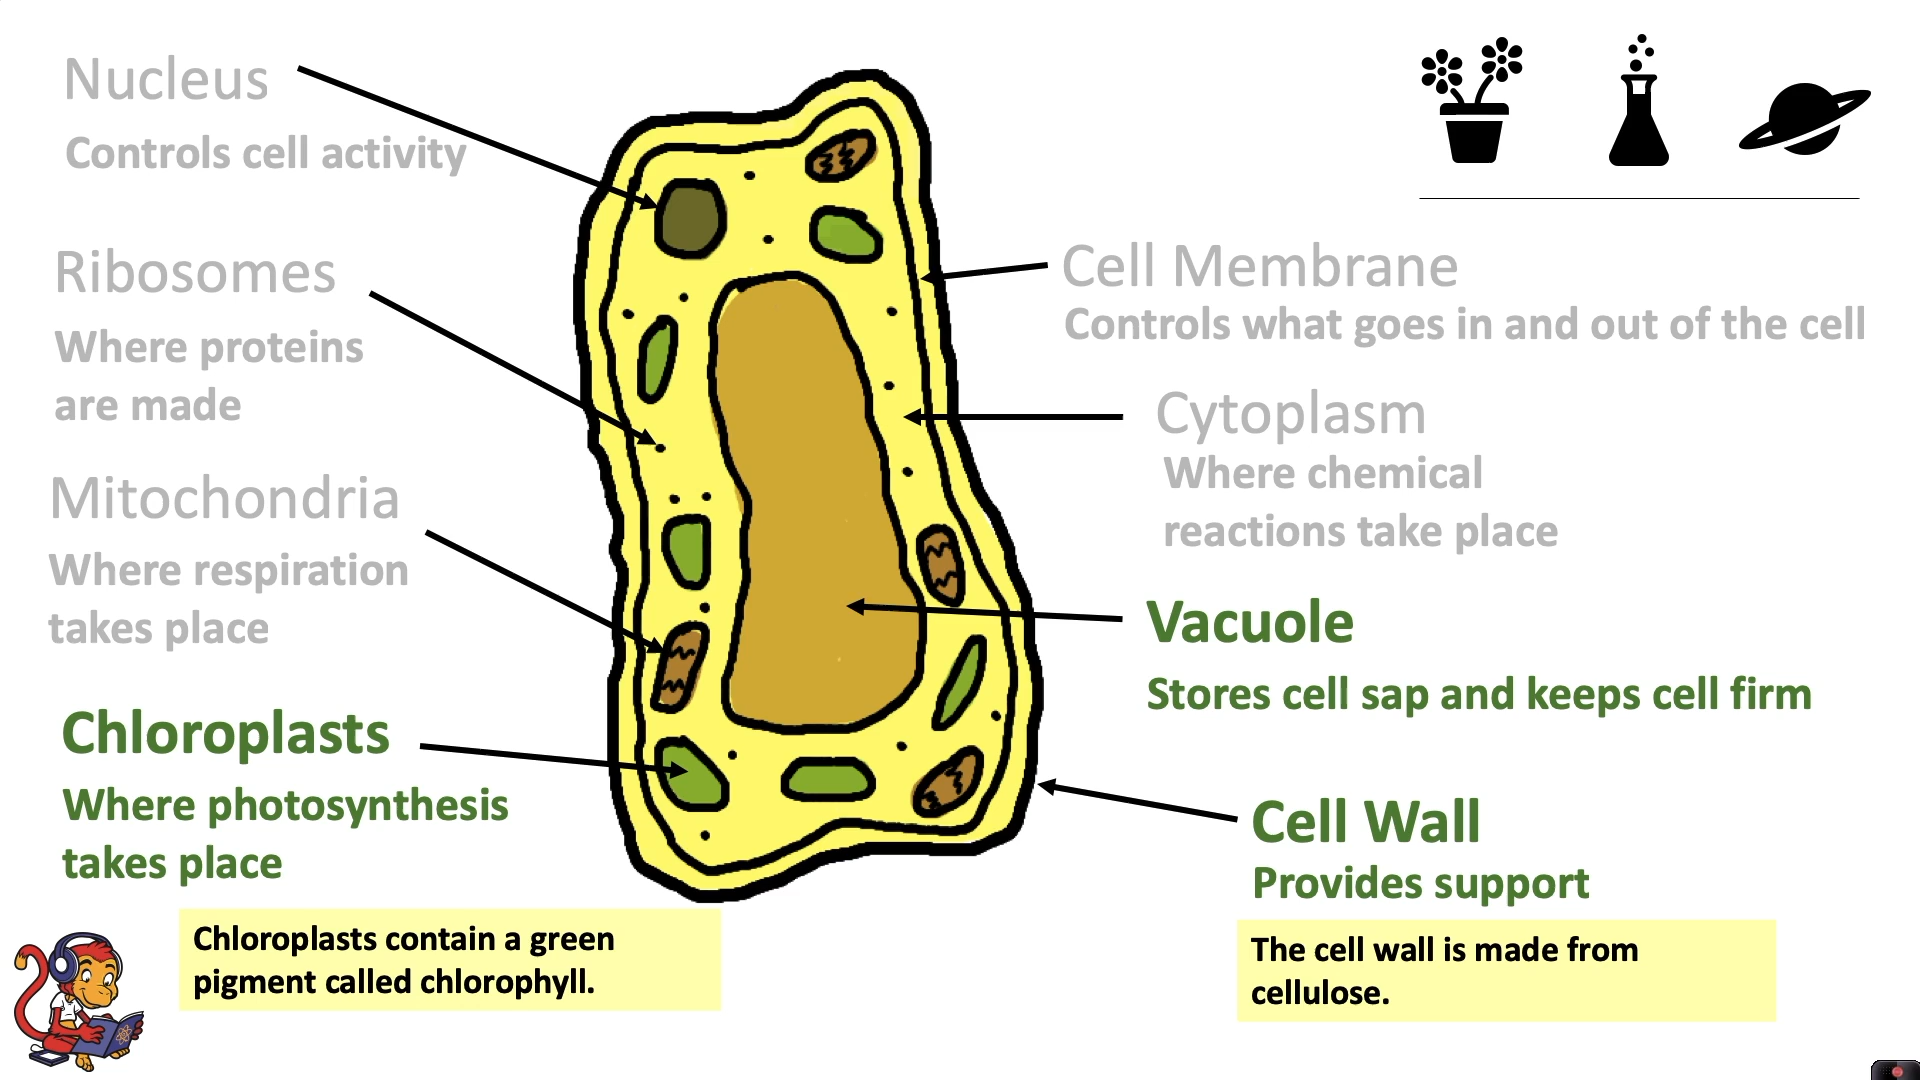 Nucleus
Controls cell activity
Ribosomes
Where proteins
are made
Mitochondria
Where respiration
takes place
Chloroplasts
Where photosynthesis
takes place
Chloroplasts contain a green
pigment called chlorophyll.
Cell Membrane
Controls what goes in and out of the cell
Cytoplasm
Where chemical
reactions take place
Vacuole
Stores cell sap and keeps cell firm
Cell Wall
Provides support
The cell wall is made from
cellulose.